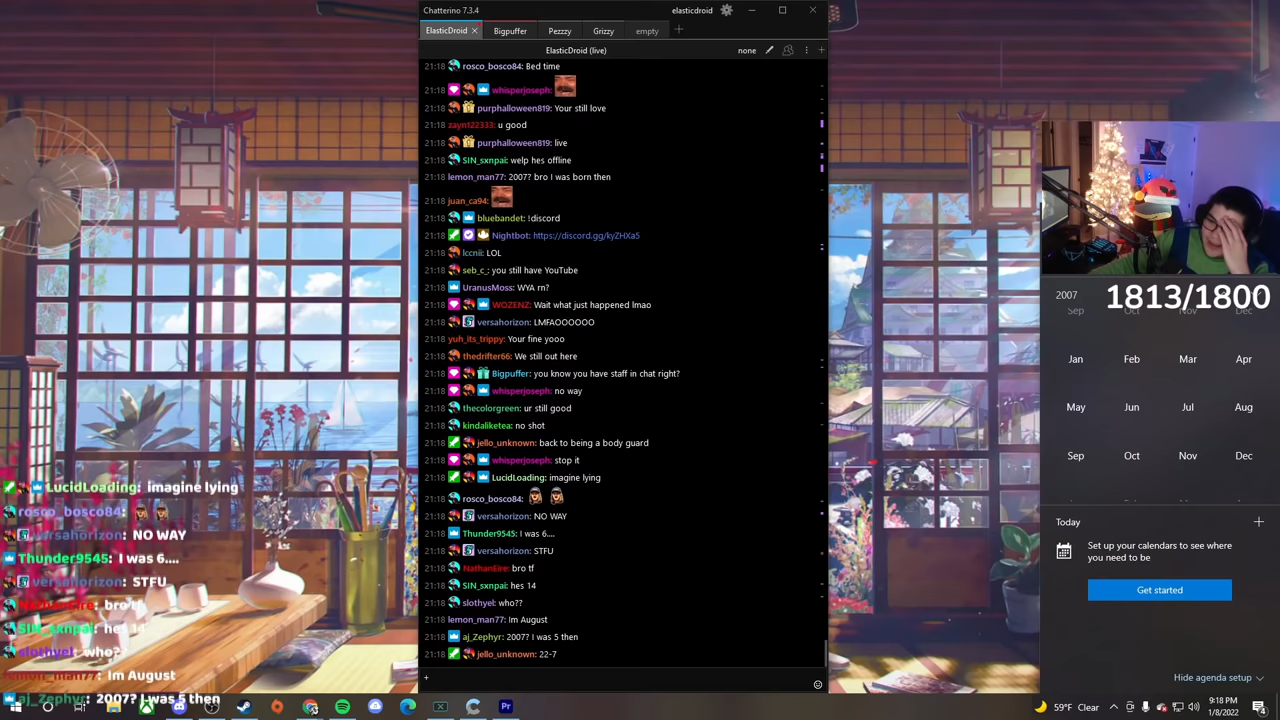 Chatterino 7.3.4
elasticdroid
ElasticDroid
Bigpuffer
Pezzzy
Grizzy
empty
ElasticDroid (live)
none
21:18 rosco_bosco84: Bed time
21:18 whisperjoseph:
21:18 purphalloween819: Your still love
21:18 zayn122333: u good
21:18 purphalloween819: live
21:18 SIN_sxnpai: welp hes offline
21:18 lemon_man77: 2007? bro I was born then
21:18 juan_ca94:
21:18 bluebandet: !discord
21:18 Nightbot: https://discord.gg/kyZHXa5
21:18 lccnii: LOL
21:18 seb_c_: you still have YouTube
21:18 UranusMoss: WYA rn?
21:18 WOZENZ: Wait what just happened lmao
21:18 versahorizon: LMFAOOOOOO
21:18 yuh_its_trippy: Your fine yooo
21:18 thedrifter66: We still out here
21:18 Bigpuffer: you know you have staff in chat right?
21:18 whisperjoseph: no way
21:18 thecolorgreen: ur still good
21:18 kindaliketea: no shot
21:18 jello_unknown: back to being a body guard
21:18 whisperjoseph: stop it
21:18 LucidLoading: imagine lying
21:18 rosco_bosco84:
21:18 versahorizon: NO WAY
21:18 Thunder9545: I was 6....
21:18 versahorizon: STFU
21:18 NathanEire: bro tf
21:18 SIN_sxnpai: hes 14
21:18 slothyel: who??
21:18 lemon_man77: Im August
21:18 aj_Zephyr: 2007? I was 5 then
21:18 jello_unknown: 22-7
LucidLoading: imagine lying
rosco_bosco84:
versahorizon: NO WAY
Thunder9545: I was 6....
versahorizon: STFU
NathanEire: bro tf
SIN_sxnpai: hes 14
slothyel: who?
lemon_man77: Im August
aj_Zephyr: 2007? I was 5 then
2007
1813/1800
Sep Oct Nov Dec
Jan Feb Mar Apr
May Jun Jul Aug
Sep Oct Nov Dec
Today
Set up your calendars to see where
you need to be
Get started
Hide agenda setup
59°F Clear
9:18 PM
1/8/2022